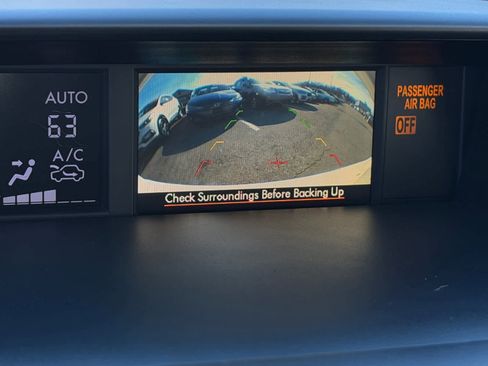 AUTO
63
A/C
Check Surroundings Before Backing Up
PASSENGER
AIR BAG
OFF